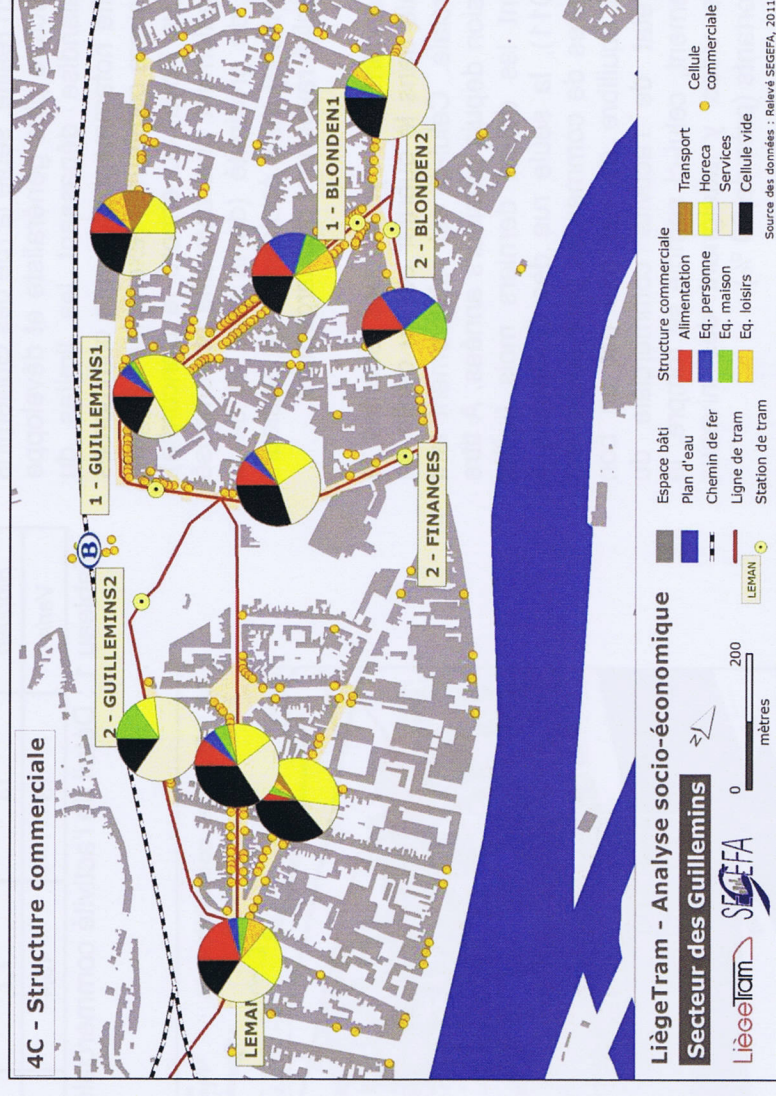 4C - Structure commerciale
2 - GUILLEMINS2
B
1 - GUILLEMINS1
1 - BLONDEN1
2 - BLONDEN2
2 - FINANCES
LEMAN
LiègeTram - Analyse socio-économique
Secteur des Guillemins
LiègeTram
SEGEFA
N
0
200
mètres
Espace bâti
Plan d'eau
Chemin de fer
Ligne de tram
Station de tram
LEMAN
Structure commerciale
Alimentation
Eq. personne
Eq. maison
Eq. loisirs
Transport
Horeca
Services
Cellule vide
Cellule
commerciale
Source des données : Relevé SEGEFA, 2011